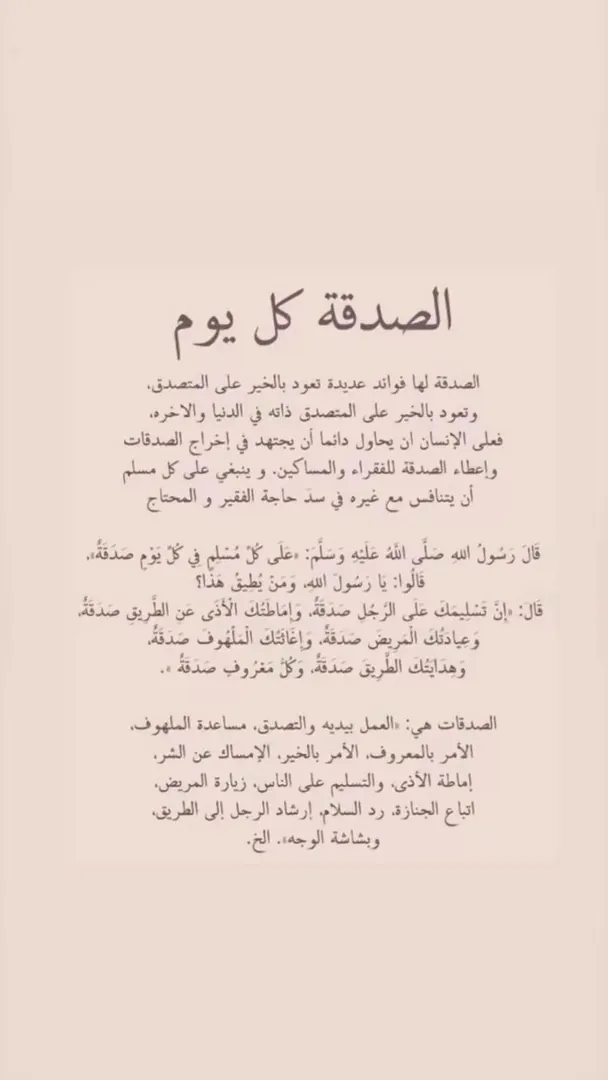 الصدقة كل يوم
الصدقة لها فوائد عديدة تعود بالخير على المتصدق،
وتعود بالخير على المتصدق ذاته في الدنيا والاخره،
فعلى الإنسان ان يحاول دائما أن يجتهد في إخراج الصدقات
وإعطاء الصدقة للفقراء والمساكين. و ينبغي على كل مسلم
أن يتنافس مع غيره في سد حاجة الفقير و المحتاج
قَالَ رَسُولُ اللهِ صَلَّى اللَّهُ عَلَيْهِ وَسَلَّمَ: «عَلَى كُلِّ مُسْلِمٍ فِي كُلِّ يَوْمٍ صَدَقَةٌ»،
قَالُوا: يَا رَسُولَ اللهِ، وَمَنْ يُطِيقُ هَذَا؟
قَالَ: «إِنَّ تَسْلِيمَكَ عَلَى الرَّجُلِ صَدَقَةٌ، وَإِمَاطَتُكَ الْأَذَى عَنِ الطَّرِيقِ صَدَقَةٌ،
وَعِيَادَتُكَ الْمَرِيضَ صَدَقَةٌ، وَإِغَاثَتُكَ الْمَلْهُوفَ صَدَقَةٌ،
وَهِدَايَتُكَ الطَّرِيقَ صَدَقَةٌ، وَكُلُّ مَعْرُوفٍ صَدَقَةٌ ».
الصدقات هي: «العمل بيديه والتصدق، مساعدة الملهوف،
الأمر بالمعروف، الأمر بالخير، الإمساك عن الشر،
إماطة الأذى، والتسليم على الناس، زيارة المريض،
اتباع الجنازة، رد السلام، إرشاد الرجل إلى الطريق،
وبشاشة الوجه». الخ.